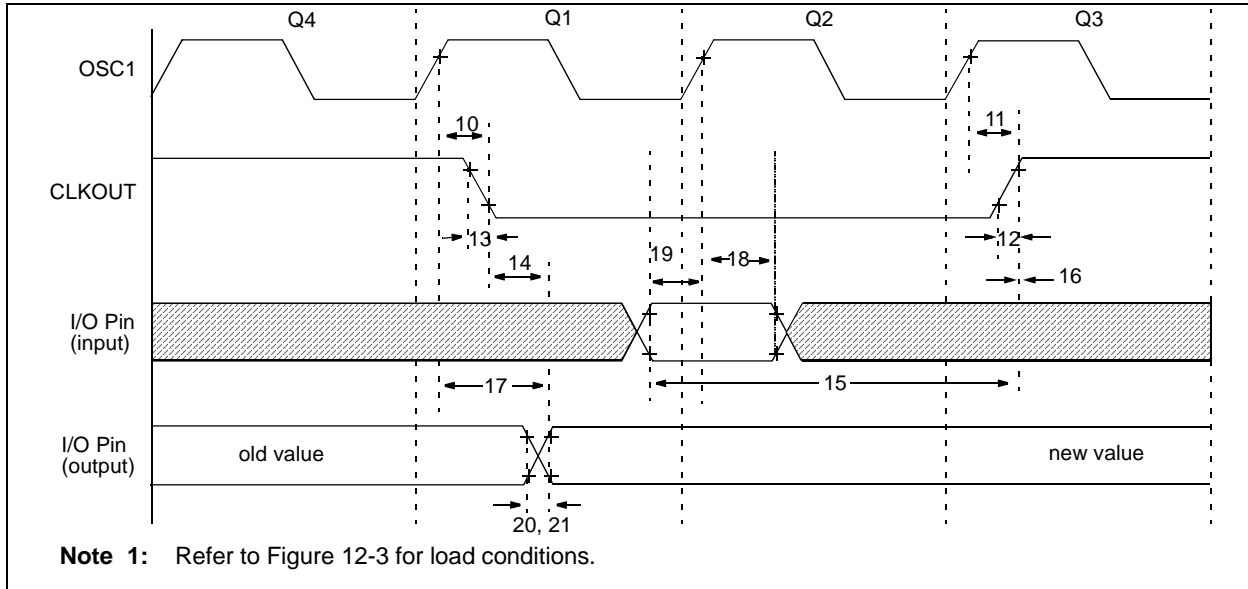 Q4 Q1 Q2 Q3
OSC1
10 11
CLKOUT
13 12
14 19 18 16
I/O Pin
(input)
17 15
I/O Pin
(output)
old value new value
20, 21
Note 1: Refer to Figure 12-3 for load conditions.